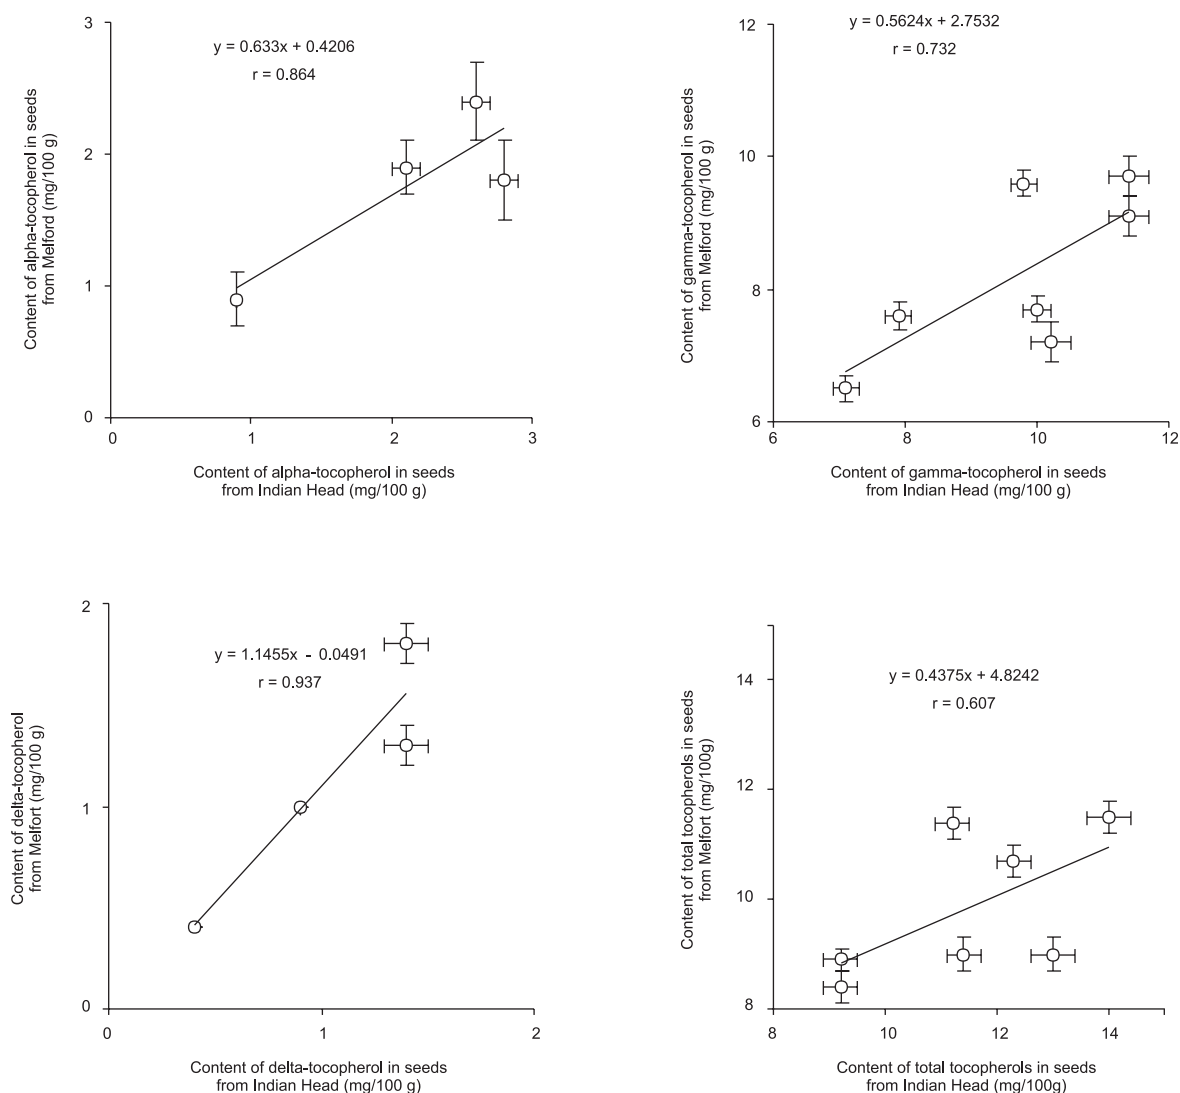 3
y = 0.633x + 0.4206
r = 0.864
2
1
0
0
1
2
3
Content of alpha-tocopherol in seeds
from Melford (mg/100 g)
Content of alpha-tocopherol in seeds
from Indian Head (mg/100 g)
y = 0.5624x + 2.7532
12
r = 0.732
10
8
6
6
8
10
12
Content of gamma-tocopherol in seeds
from Melford (mg/100 g)
Content of gamma-tocopherol in seeds
from Indian Head (mg/100 g)
2
y = 1.1455x - 0.0491
r = 0.937
1
0
0
1
2
Content of delta-tocopherol
from Melfort (mg/100 g)
Content of delta-tocopherol in seeds
from Indian Head (mg/100 g)
14
y = 0.4375x + 4.8242
r = 0.607
12
10
8
8
10
12
14
Content of total tocopherols in seeds
from Melfort (mg/100g)
Content of total tocopherols in seeds
from Indian Head (mg/100g)